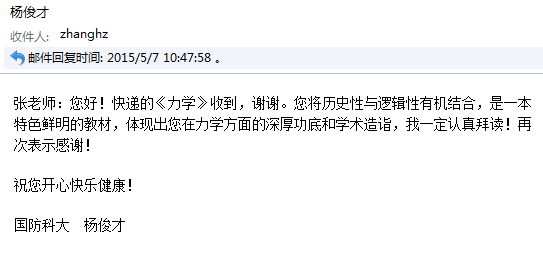 杨俊才
收件人: zhanghz
邮件回复时间: 2015/5/7 10:47:58 。
张老师：您好！快递的《力学》收到，谢谢。您将历史性与逻辑性有机结合，是一本
特色鲜明的教材，体现出您在力学方面的深厚功底和学术造诣，我一定认真拜读！再
次表示感谢！
祝您开心快乐健康！
国防科大 杨俊才